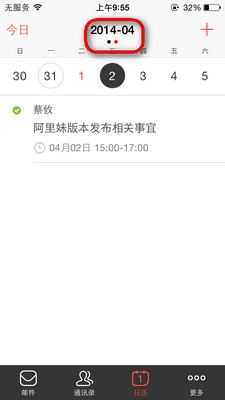 无服务 上午9:55 32%
今日 2014-04 +
日 一 二 三 四 五 六
30 31 1 2 3 4 5
蔡攸
阿里妹版本发布相关事宜
04月02日 15:00-17:00
邮件 通讯录 1 日历 更多